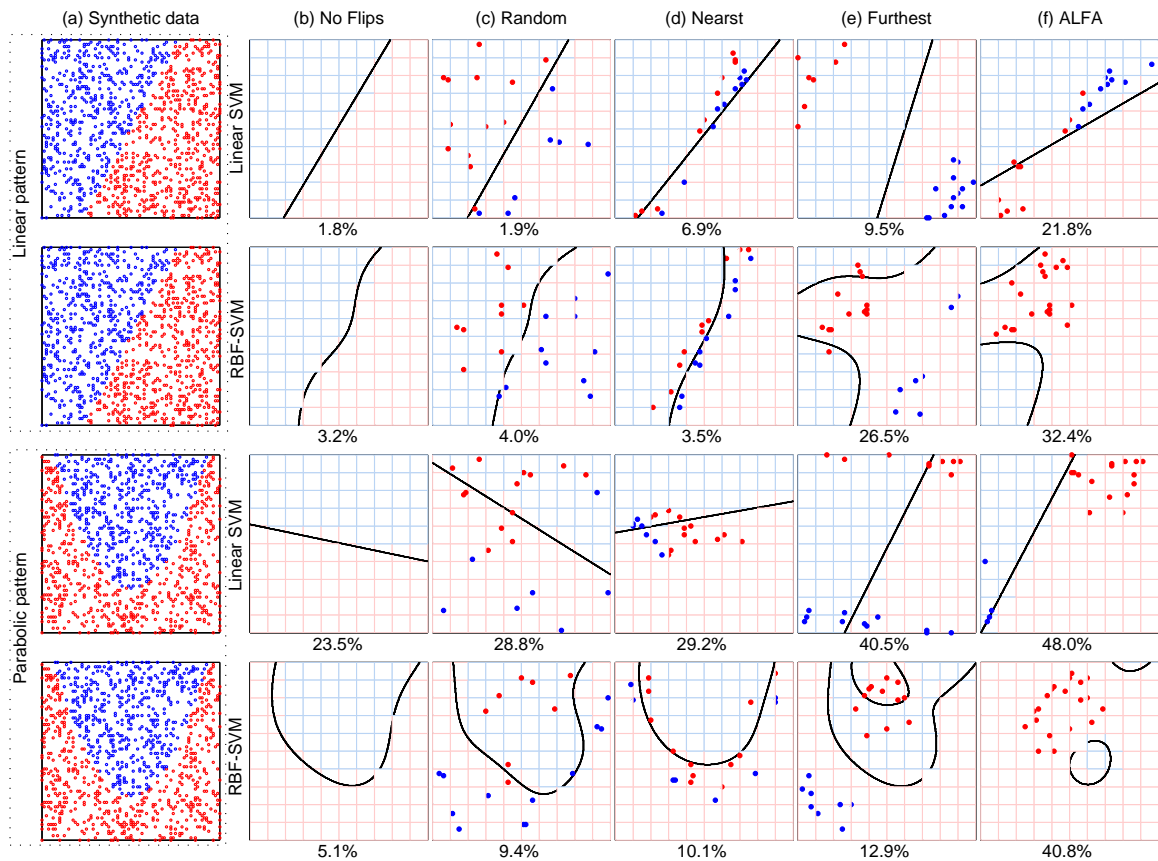 (a) Synthetic data (b) No Flips (c) Random (d) Nearst (e) Furthest (f) ALFA
Linear pattern
Linear SVM
1.8% 1.9% 6.9% 9.5% 21.8%
RBF-SVM
3.2% 4.0% 3.5% 26.5% 32.4%
Parabolic pattern
Linear SVM
23.5% 28.8% 29.2% 40.5% 48.0%
RBF-SVM
5.1% 9.4% 10.1% 12.9% 40.8%